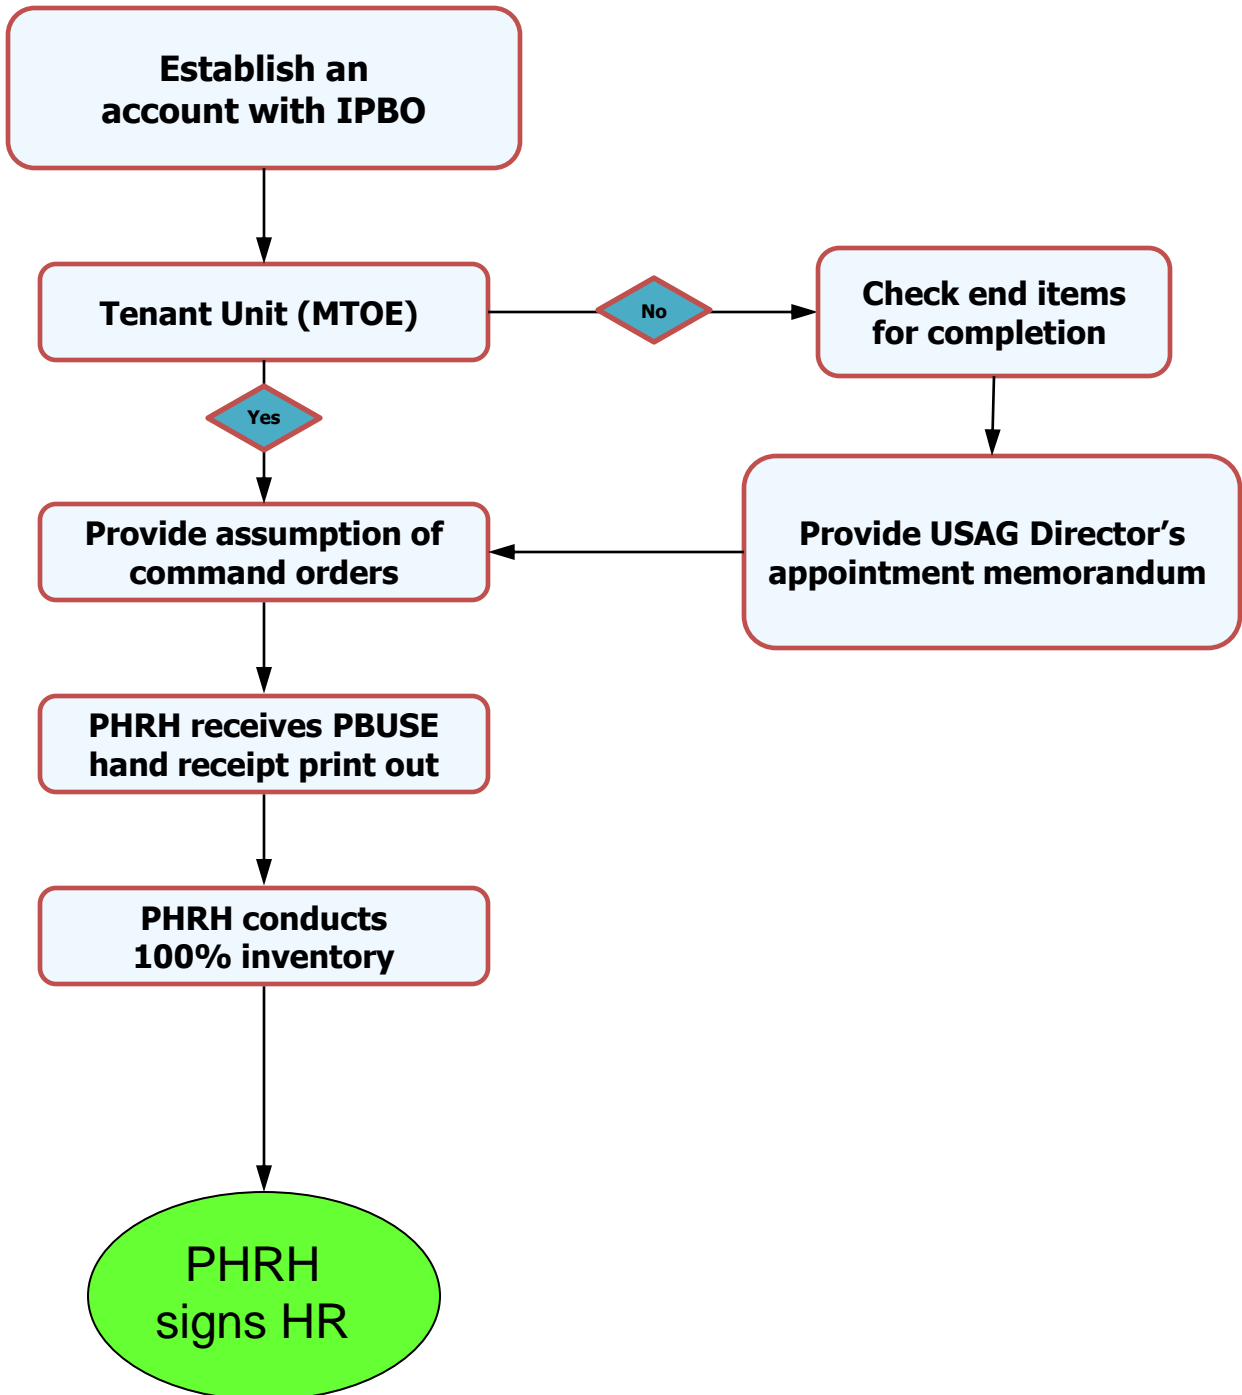 Establish an
account with IPBO
Tenant Unit (MTOE)
No
Check end items
for completion
Yes
Provide assumption of
command orders
Provide USAG Director’s
appointment memorandum
PHRH receives PBUSE
hand receipt print out
PHRH conducts
100% inventory
PHRH
signs HR